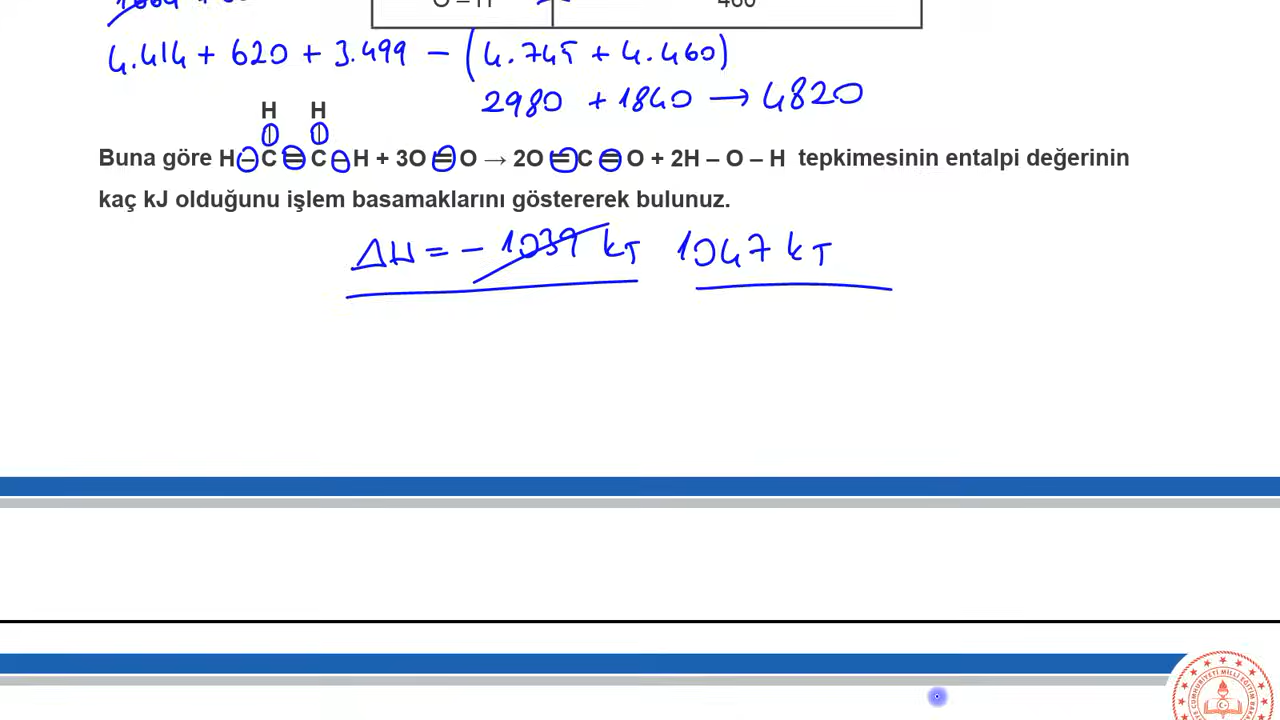 O – H 460
4.414 + 620 + 3.499 – (4.745 + 4.460)
2980 + 1840 → 4820
H H
Buna göre H – C = C – H + 3O = O → 2O = C = O + 2H – O – H tepkimesinin entalpi değerinin
kaç kJ olduğunu işlem basamaklarını göstererek bulunuz.
ΔH = – 1039 kJ 1047 kJ